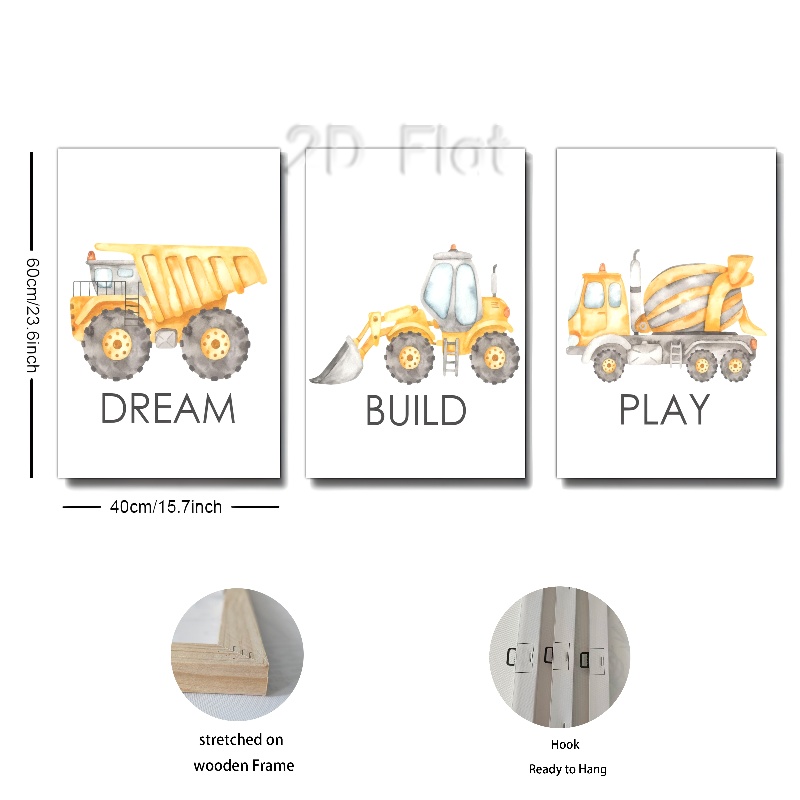 2D Flat
60cm/23.6inch
DREAM
BUILD
PLAY
40cm/15.7inch
stretched on
wooden Frame
Hook
Ready to Hang